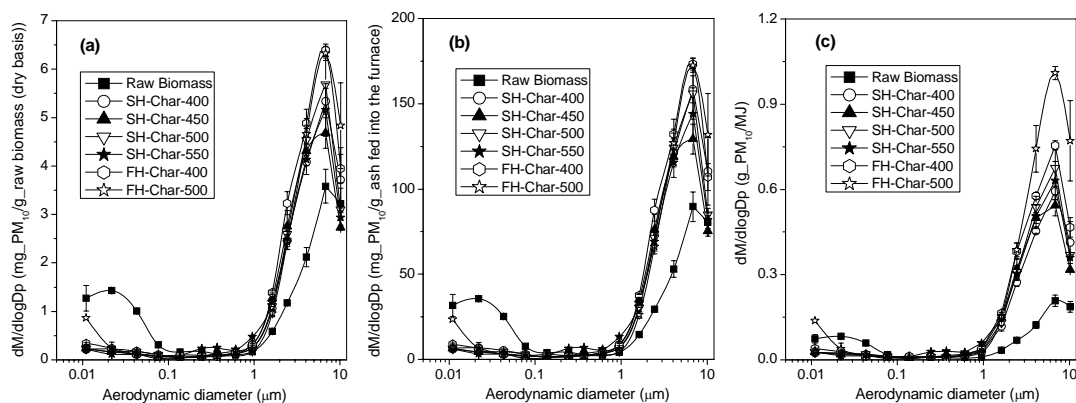 (a)
Raw Biomass
SH-Char-400
SH-Char-450
SH-Char-500
SH-Char-550
FH-Char-400
FH-Char-500
dM/dlogDp (mg_PM10/g_raw biomass (dry basis)
7
6
5
4
3
2
1
0
0.01 0.1 1 10
Aerodynamic diameter (μm)
(b)
Raw Biomass
SH-Char-400
SH-Char-450
SH-Char-500
SH-Char-550
FH-Char-400
FH-Char-500
dM/dlogDp (mg_PM10/g_ash fed into the furnace)
200
175
150
125
100
75
50
25
0
0.01 0.1 1 10
Aerodynamic diameter (μm)
(c)
Raw Biomass
SH-Char-400
SH-Char-450
SH-Char-500
SH-Char-550
FH-Char-400
FH-Char-500
dM/dlogDp (g_PM10/MJ)
1.2
0.9
0.6
0.3
0.0
0.01 0.1 1 10
Aerodynamic diameter (μm)